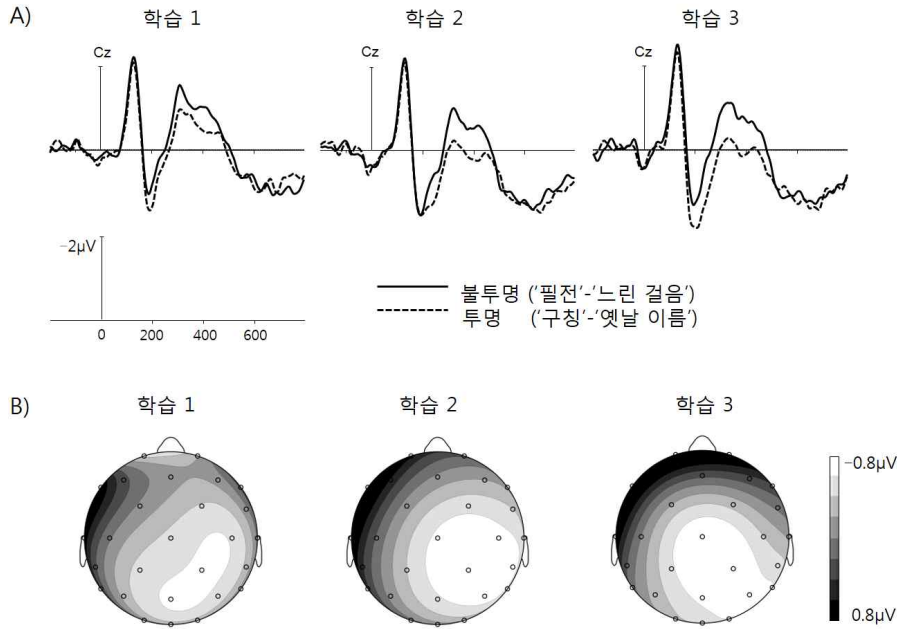 A)
학습 1
학습 2
학습 3
Cz
Cz
Cz
−2µV
0 200 400 600
불투명 (‘필전’-‘느린 걸음’)
투명 (‘구칭’-‘옛날 이름’)
B)
학습 1
학습 2
학습 3
−0.8µV
0.8µV